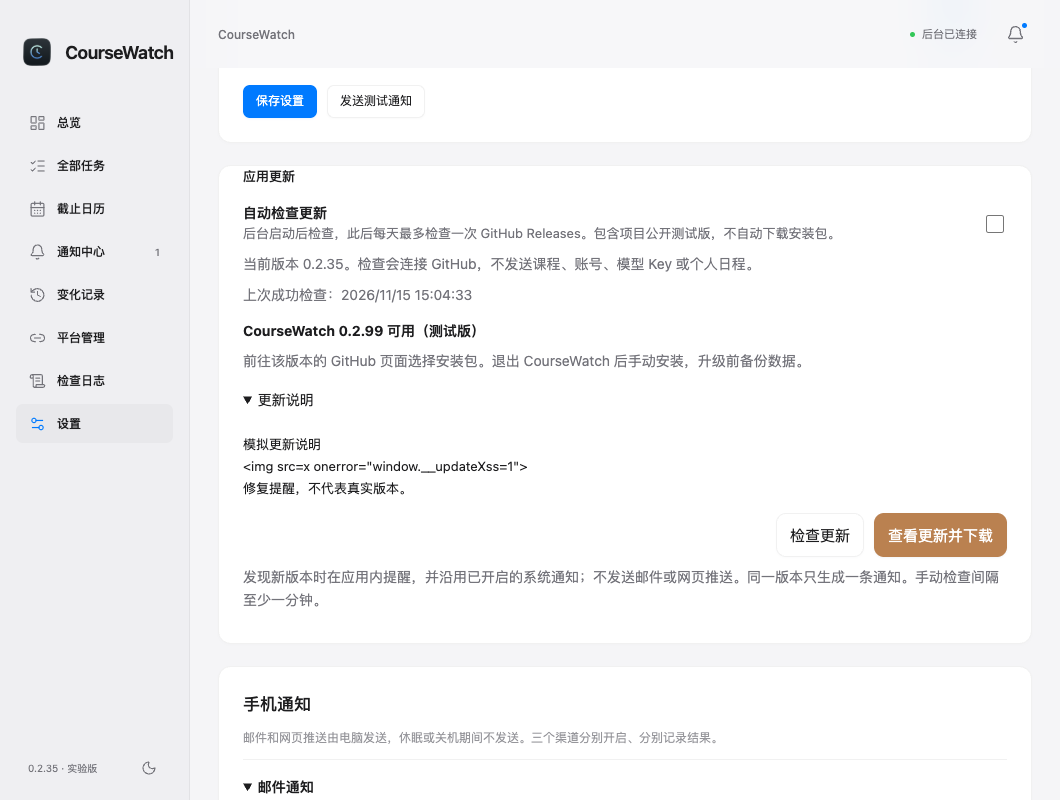 CourseWatch
总览
全部任务
截止日历
通知中心 1
变化记录
平台管理
检查日志
设置
0.2.35 · 实验版
CourseWatch
后台已连接
保存设置
发送测试通知
应用更新
自动检查更新
后台启动后检查，此后每天最多检查一次 GitHub Releases。包含项目公开测试版，不自动下载安装包。
当前版本 0.2.35。检查会连接 GitHub，不发送课程、账号、模型 Key 或个人日程。
上次成功检查：2026/11/15 15:04:33
CourseWatch 0.2.99 可用（测试版）
前往该版本的 GitHub 页面选择安装包。退出 CourseWatch 后手动安装，升级前备份数据。
▼ 更新说明
模拟更新说明
<img src=x onerror="window.__updateXss=1">
修复提醒，不代表真实版本。
检查更新
查看更新并下载
发现新版本时在应用内提醒，并沿用已开启的系统通知；不发送邮件或网页推送。同一版本只生成一条通知。手动检查间隔
至少一分钟。
手机通知
邮件和网页推送由电脑发送，休眠或关机期间不发送。三个渠道分别开启、分别记录结果。
▼ 邮件通知